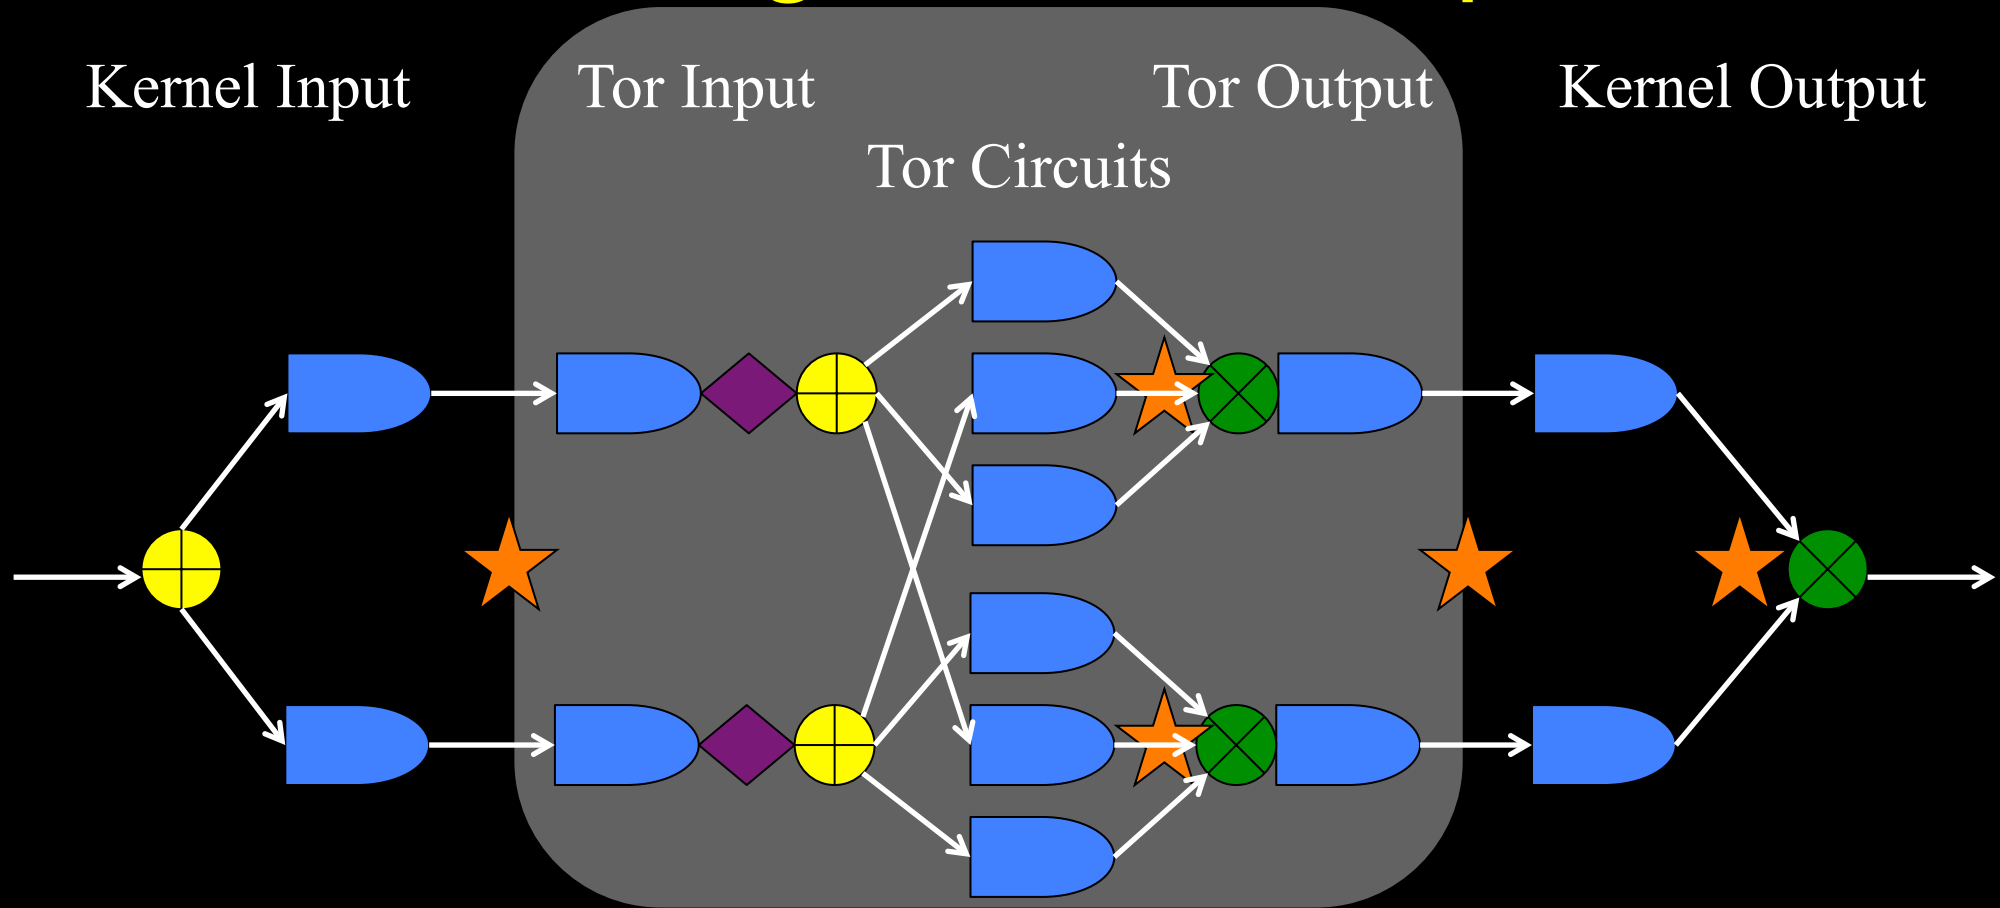 Kernel Input
Tor Input
Tor Output
Kernel Output
Tor Circuits